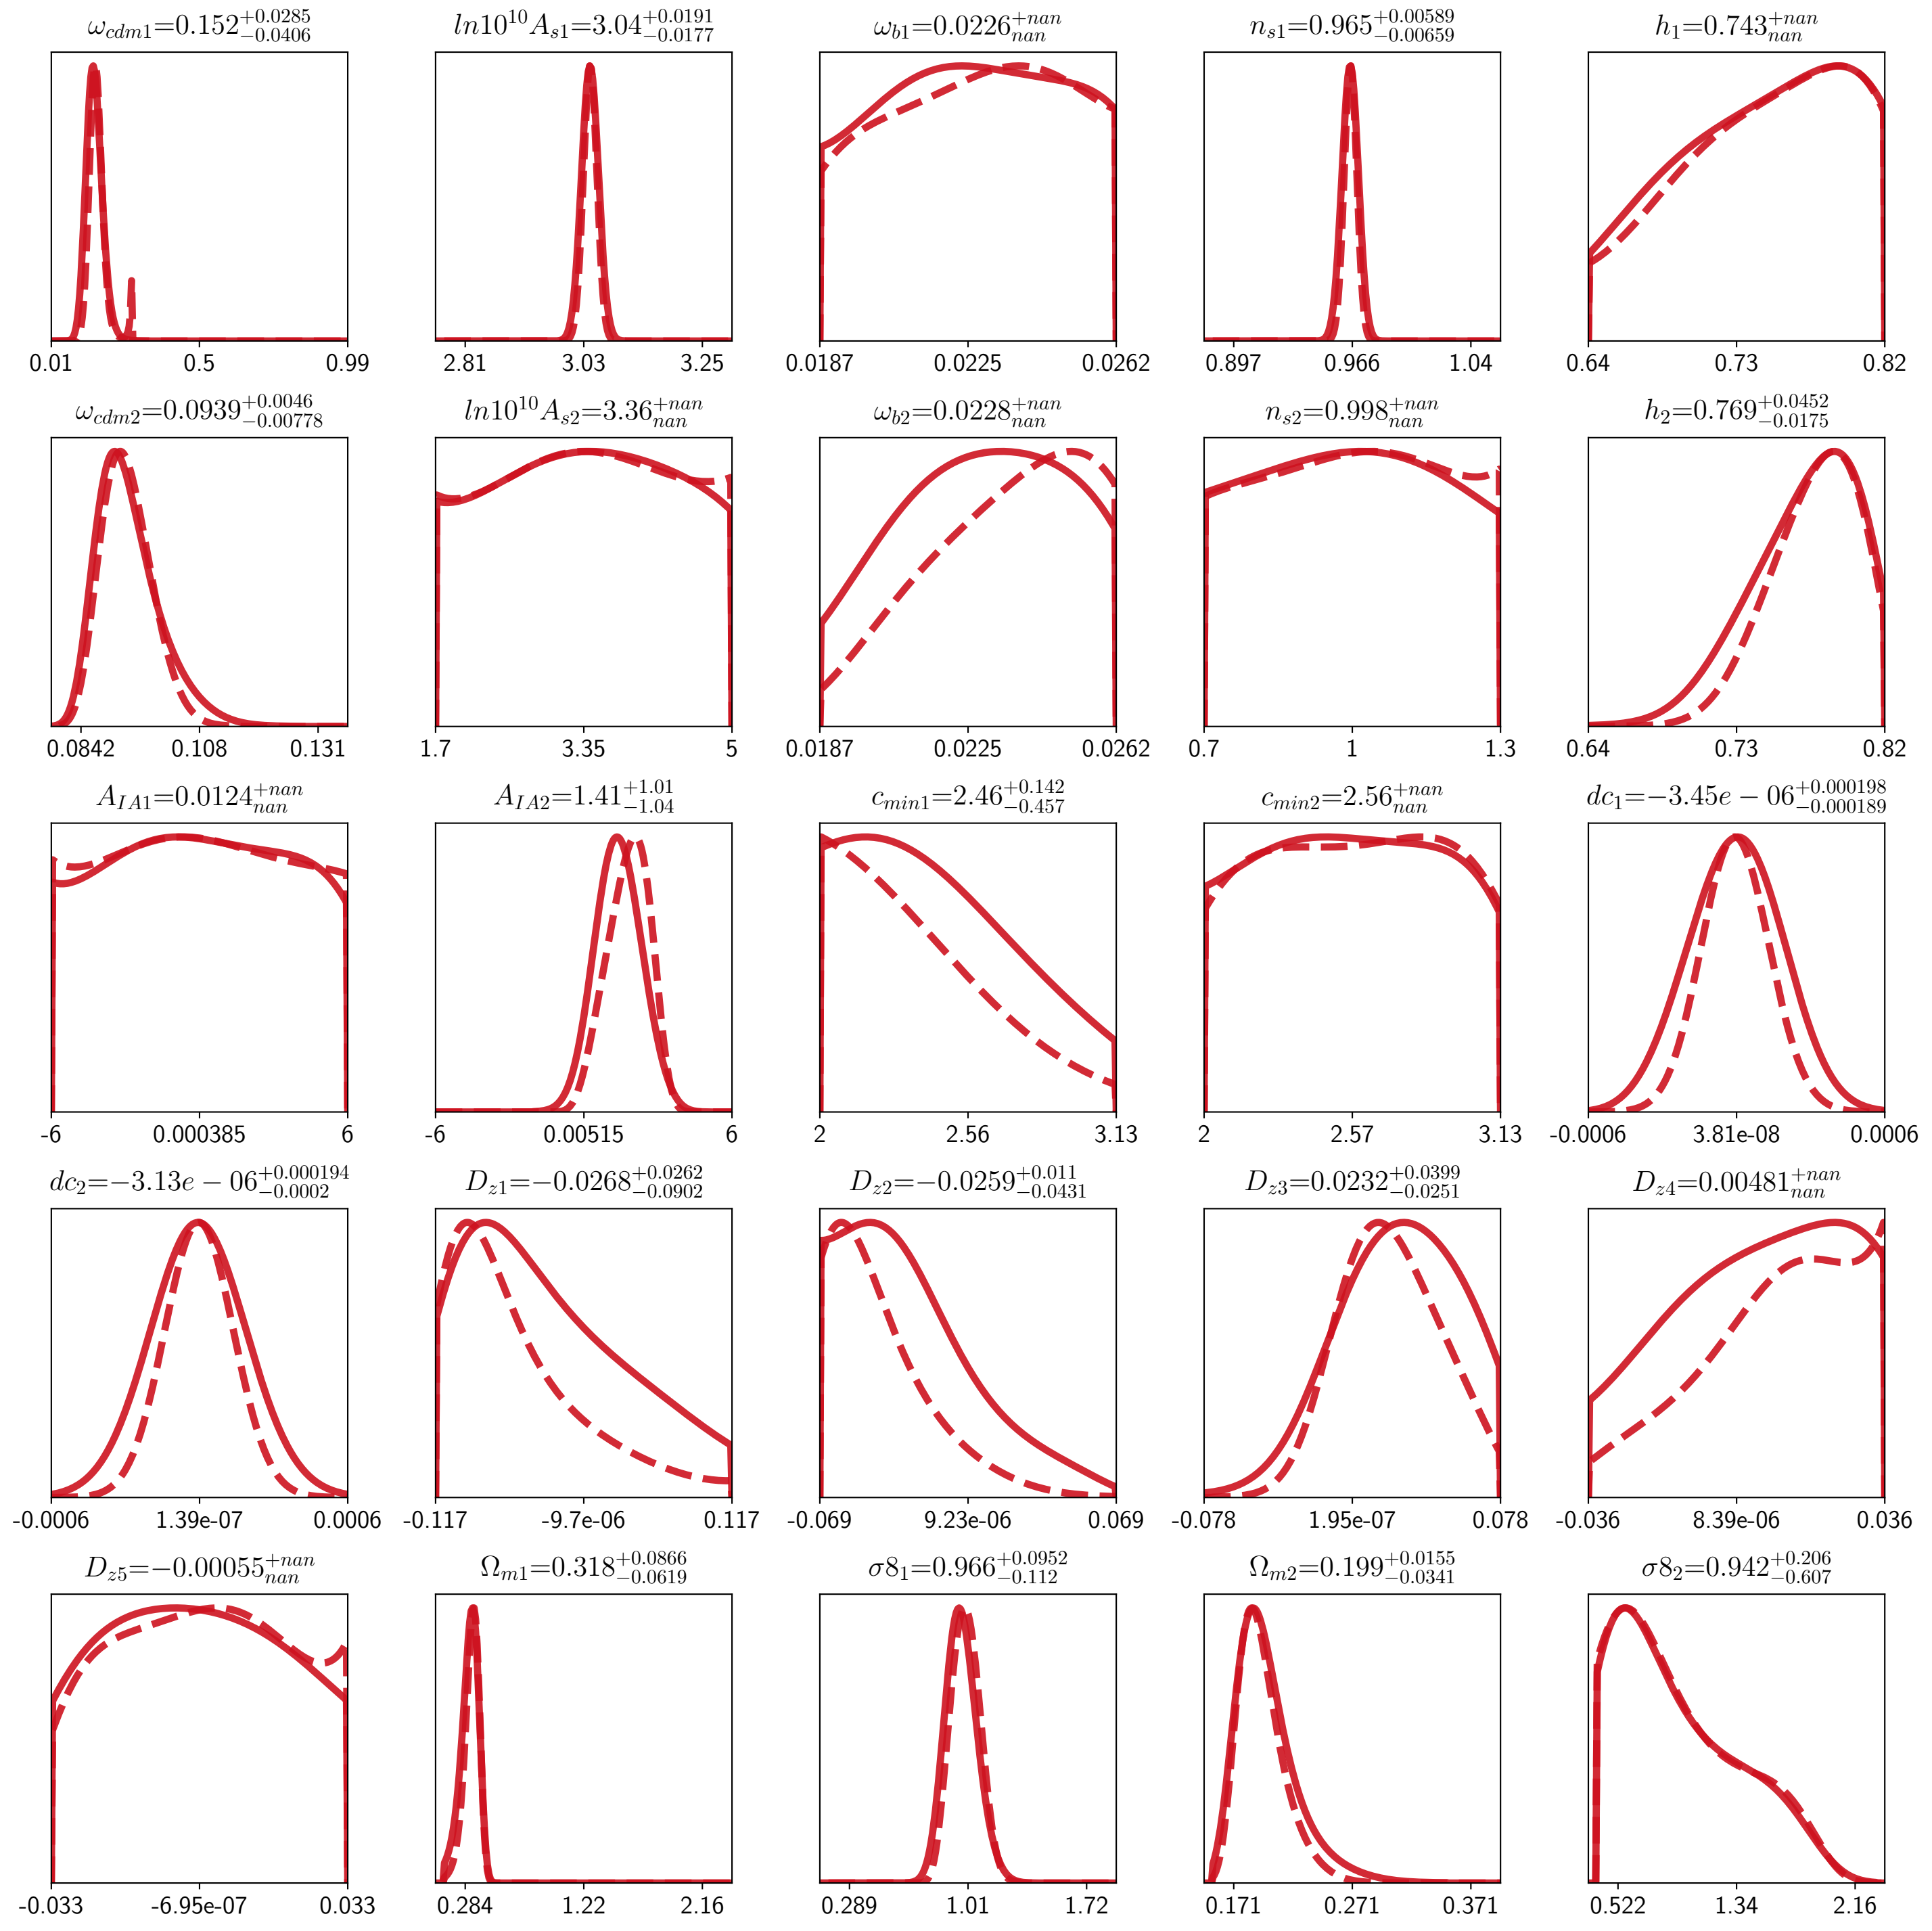 ω_{cdm1}=0.152^{+0.0285}_{-0.0406} ln10^{10}A_{s1}=3.04^{+0.0191}_{-0.0177} ω_{b1}=0.0226^{+nan}_{nan} n_{s1}=0.965^{+0.00589}_{-0.00659} h_1=0.743^{+nan}_{nan}
0.01 0.5 0.99 2.81 3.03 3.25 0.0187 0.0225 0.0262 0.897 0.966 1.04 0.64 0.73 0.82
ω_{cdm2}=0.0939^{+0.0046}_{-0.00778} ln10^{10}A_{s2}=3.36^{+nan}_{nan} ω_{b2}=0.0228^{+nan}_{nan} n_{s2}=0.998^{+nan}_{nan} h_2=0.769^{+0.0452}_{-0.0175}
0.0842 0.108 0.131 1.7 3.35 5 0.0187 0.0225 0.0262 0.7 1 1.3 0.64 0.73 0.82
A_{IA1}=0.0124^{+nan}_{nan} A_{IA2}=1.41^{+1.01}_{-1.04} c_{min1}=2.46^{+0.142}_{-0.457} c_{min2}=2.56^{+nan}_{nan} dc_1=-3.45e-06^{+0.000198}_{-0.000189}
-6 0.000385 6 -6 0.00515 6 2 2.56 3.13 2 2.57 3.13 -0.0006 3.81e-08 0.0006
dc_2=-3.13e-06^{+0.000194}_{-0.0002} D_{z1}=-0.0268^{+0.0262}_{-0.0902} D_{z2}=-0.0259^{+0.011}_{-0.0431} D_{z3}=0.0232^{+0.0399}_{-0.0251} D_{z4}=0.00481^{+nan}_{nan}
-0.0006 1.39e-07 0.0006 -0.117 -9.7e-06 0.117 -0.069 9.23e-06 0.069 -0.078 1.95e-07 0.078 -0.036 8.39e-06 0.036
D_{z5}=-0.00055^{+nan}_{nan} Ω_{m1}=0.318^{+0.0866}_{-0.0619} σ8_1=0.966^{+0.0952}_{-0.112} Ω_{m2}=0.199^{+0.0155}_{-0.0341} σ8_2=0.942^{+0.206}_{-0.607}
-0.033 -6.95e-07 0.033 0.284 1.22 2.16 0.289 1.01 1.72 0.171 0.271 0.371 0.522 1.34 2.16